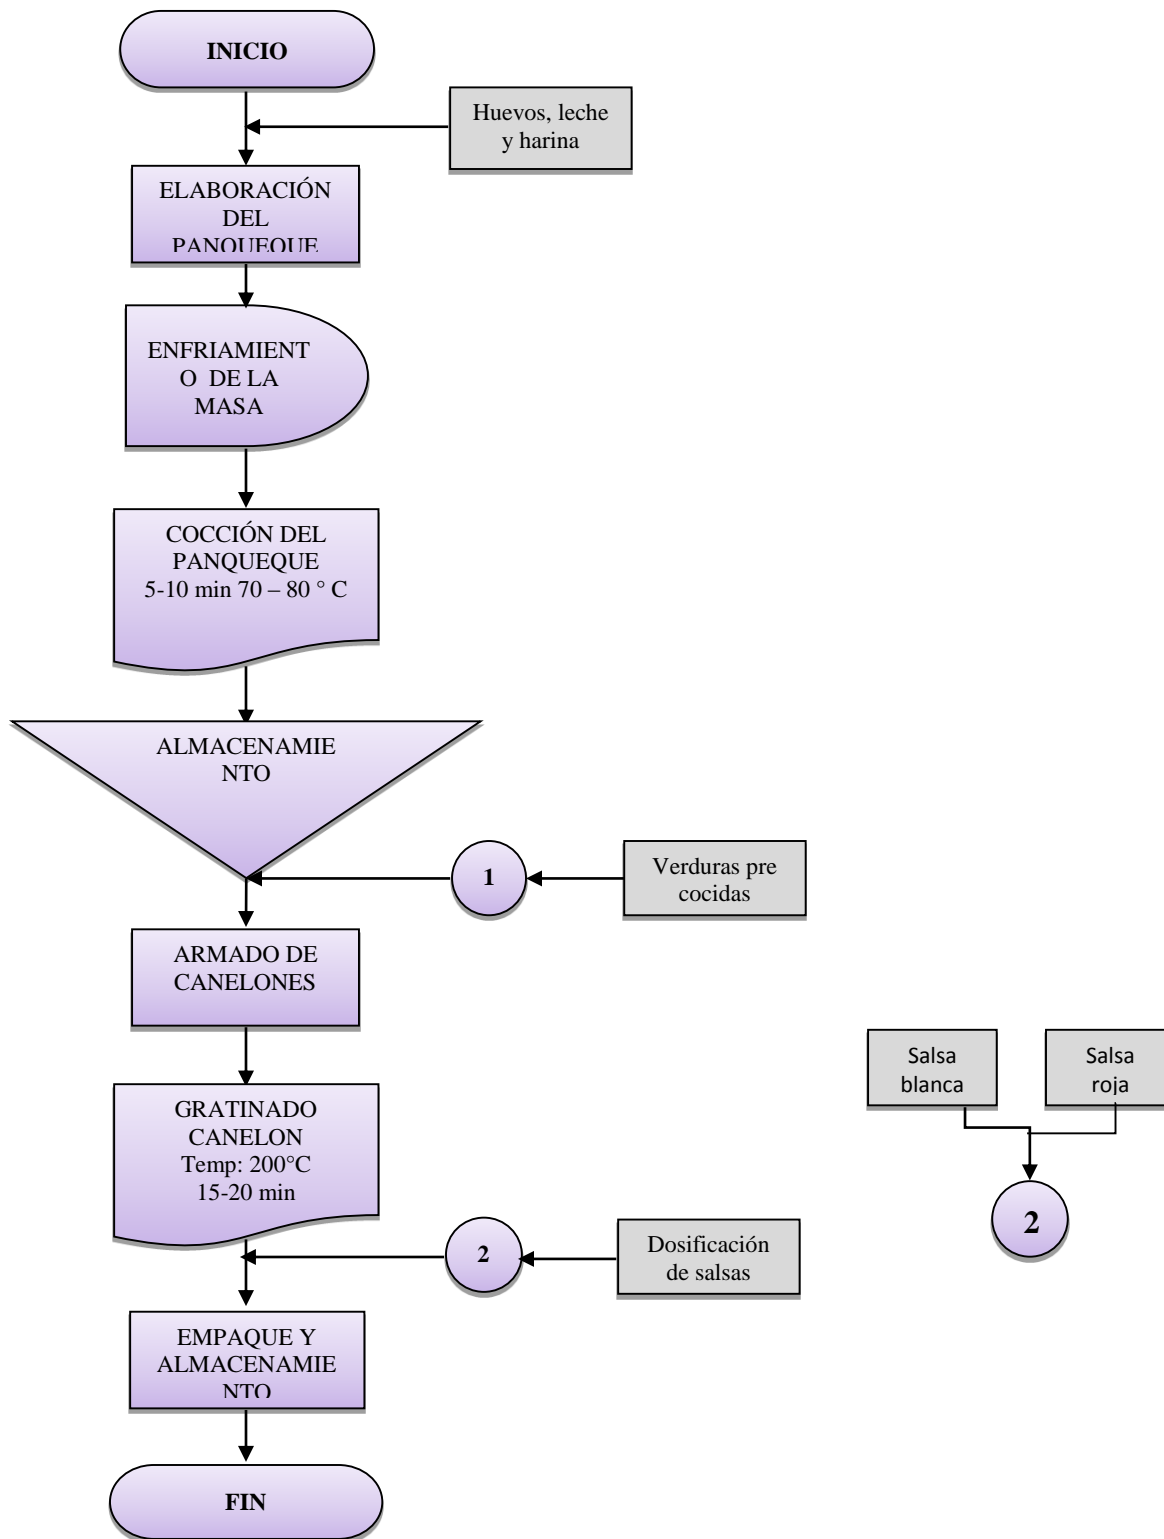 INICIO
Huevos, leche
y harina
ELABORACIÓN
DEL
PANQUEQUE
ENFRIAMIENT
O DE LA
MASA
COCCIÓN DEL
PANQUEQUE
5-10 min 70 – 80 ° C
ALMACENAMIE
NTO
1
Verduras pre
cocidas
ARMADO DE
CANELONES
GRATINADO
CANELON
Temp: 200°C
15-20 min
2
Dosificación
de salsas
EMPAQUE Y
ALMACENAMIE
NTO
FIN
Salsa
blanca
Salsa
roja
2